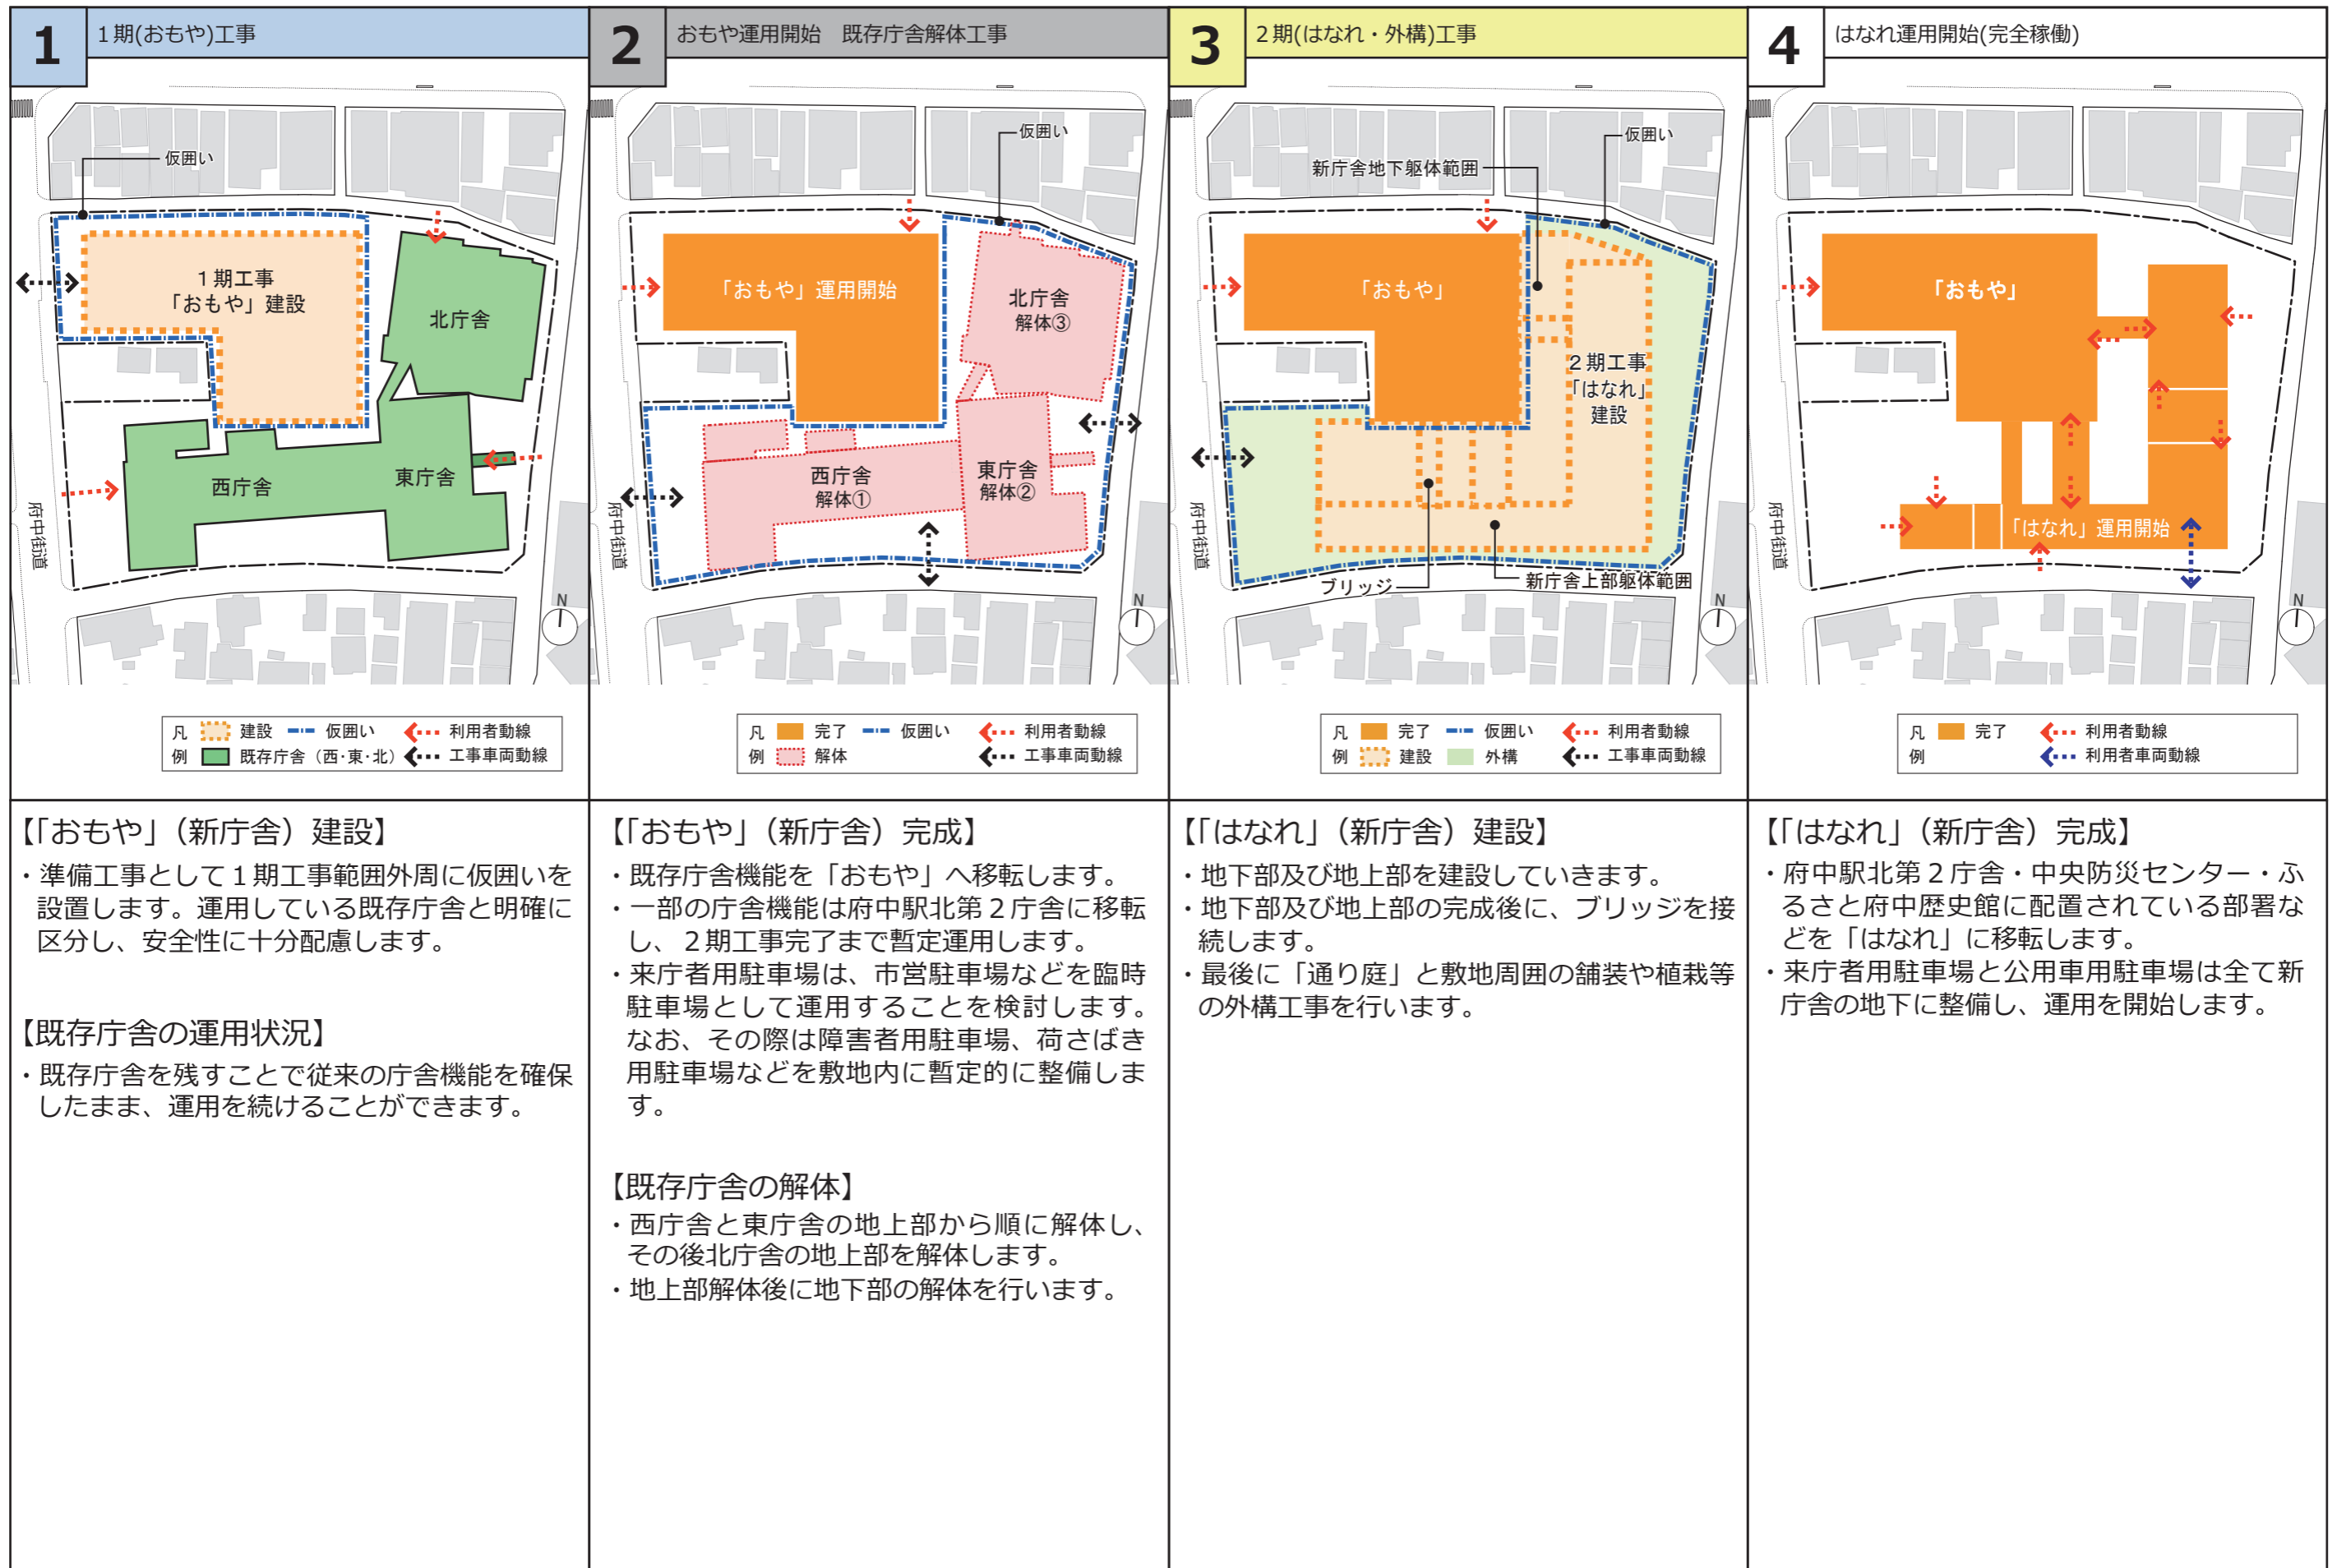 1
1期(おもや)工事
仮囲い
1期工事
「おもや」建設
北庁舎
西庁舎
東庁舎
府中街道
N
凡例
建設
仮囲い
利用者動線
既存庁舎（西・東・北）
工事車両動線
【「おもや」（新庁舎）建設】
・準備工事として1期工事範囲外周に仮囲いを
設置します。運用している既存庁舎と明確に
区分し、安全性に十分配慮します。
【既存庁舎の運用状況】
・既存庁舎を残すことで従来の庁舎機能を確保
したまま、運用を続けることができます。
2
おもや運用開始　既存庁舎解体工事
仮囲い
「おもや」運用開始
北庁舎
解体③
西庁舎
解体①
東庁舎
解体②
府中街道
N
凡例
完了
仮囲い
利用者動線
解体
工事車両動線
【「おもや」（新庁舎）完成】
・既存庁舎機能を「おもや」へ移転します。
・一部の庁舎機能は府中駅北第2庁舎に移転
し、2期工事完了まで暫定運用します。
・来庁者用駐車場は、市営駐車場などを臨時
駐車場として運用することを検討します。
なお、その際は障害者用駐車場、荷さばき
用駐車場などを敷地内に暫定的に整備しま
す。
【既存庁舎の解体】
・西庁舎と東庁舎の地上部から順に解体し、
その後北庁舎の地上部を解体します。
・地上部解体後に地下部の解体を行います。
3
2期(はなれ・外構)工事
仮囲い
新庁舎地下躯体範囲
「おもや」
2期工事
「はなれ」
建設
府中街道
ブリッジ
新庁舎上部躯体範囲
N
凡例
完了
仮囲い
利用者動線
建設
外構
工事車両動線
【「はなれ」（新庁舎）建設】
・地下部及び地上部を建設していきます。
・地下部及び地上部の完成後に、ブリッジを接
続します。
・最後に「通り庭」と敷地周囲の舗装や植栽等
の外構工事を行います。
4
はなれ運用開始(完全稼働)
「おもや」
「はなれ」運用開始
府中街道
N
凡例
完了
利用者動線
利用者車両動線
【「はなれ」（新庁舎）完成】
・府中駅北第2庁舎・中央防災センター・ふ
るさと府中歴史館に配置されている部署な
どを「はなれ」に移転します。
・来庁者用駐車場と公用車用駐車場は全て新
庁舎の地下に整備し、運用を開始します。